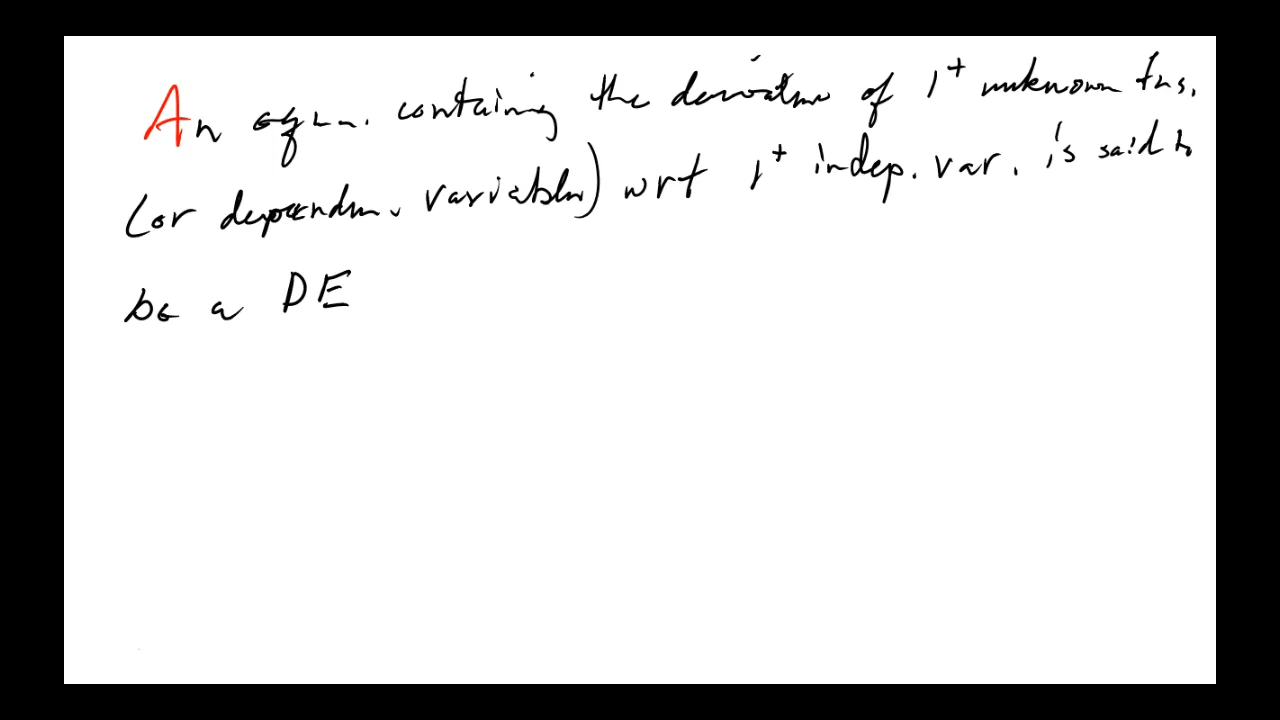 An eqn. containing the derivative of 1⁺ unknown fns.
(or dependen. variables) wrt 1⁺ indep. var. is said to
be a DE